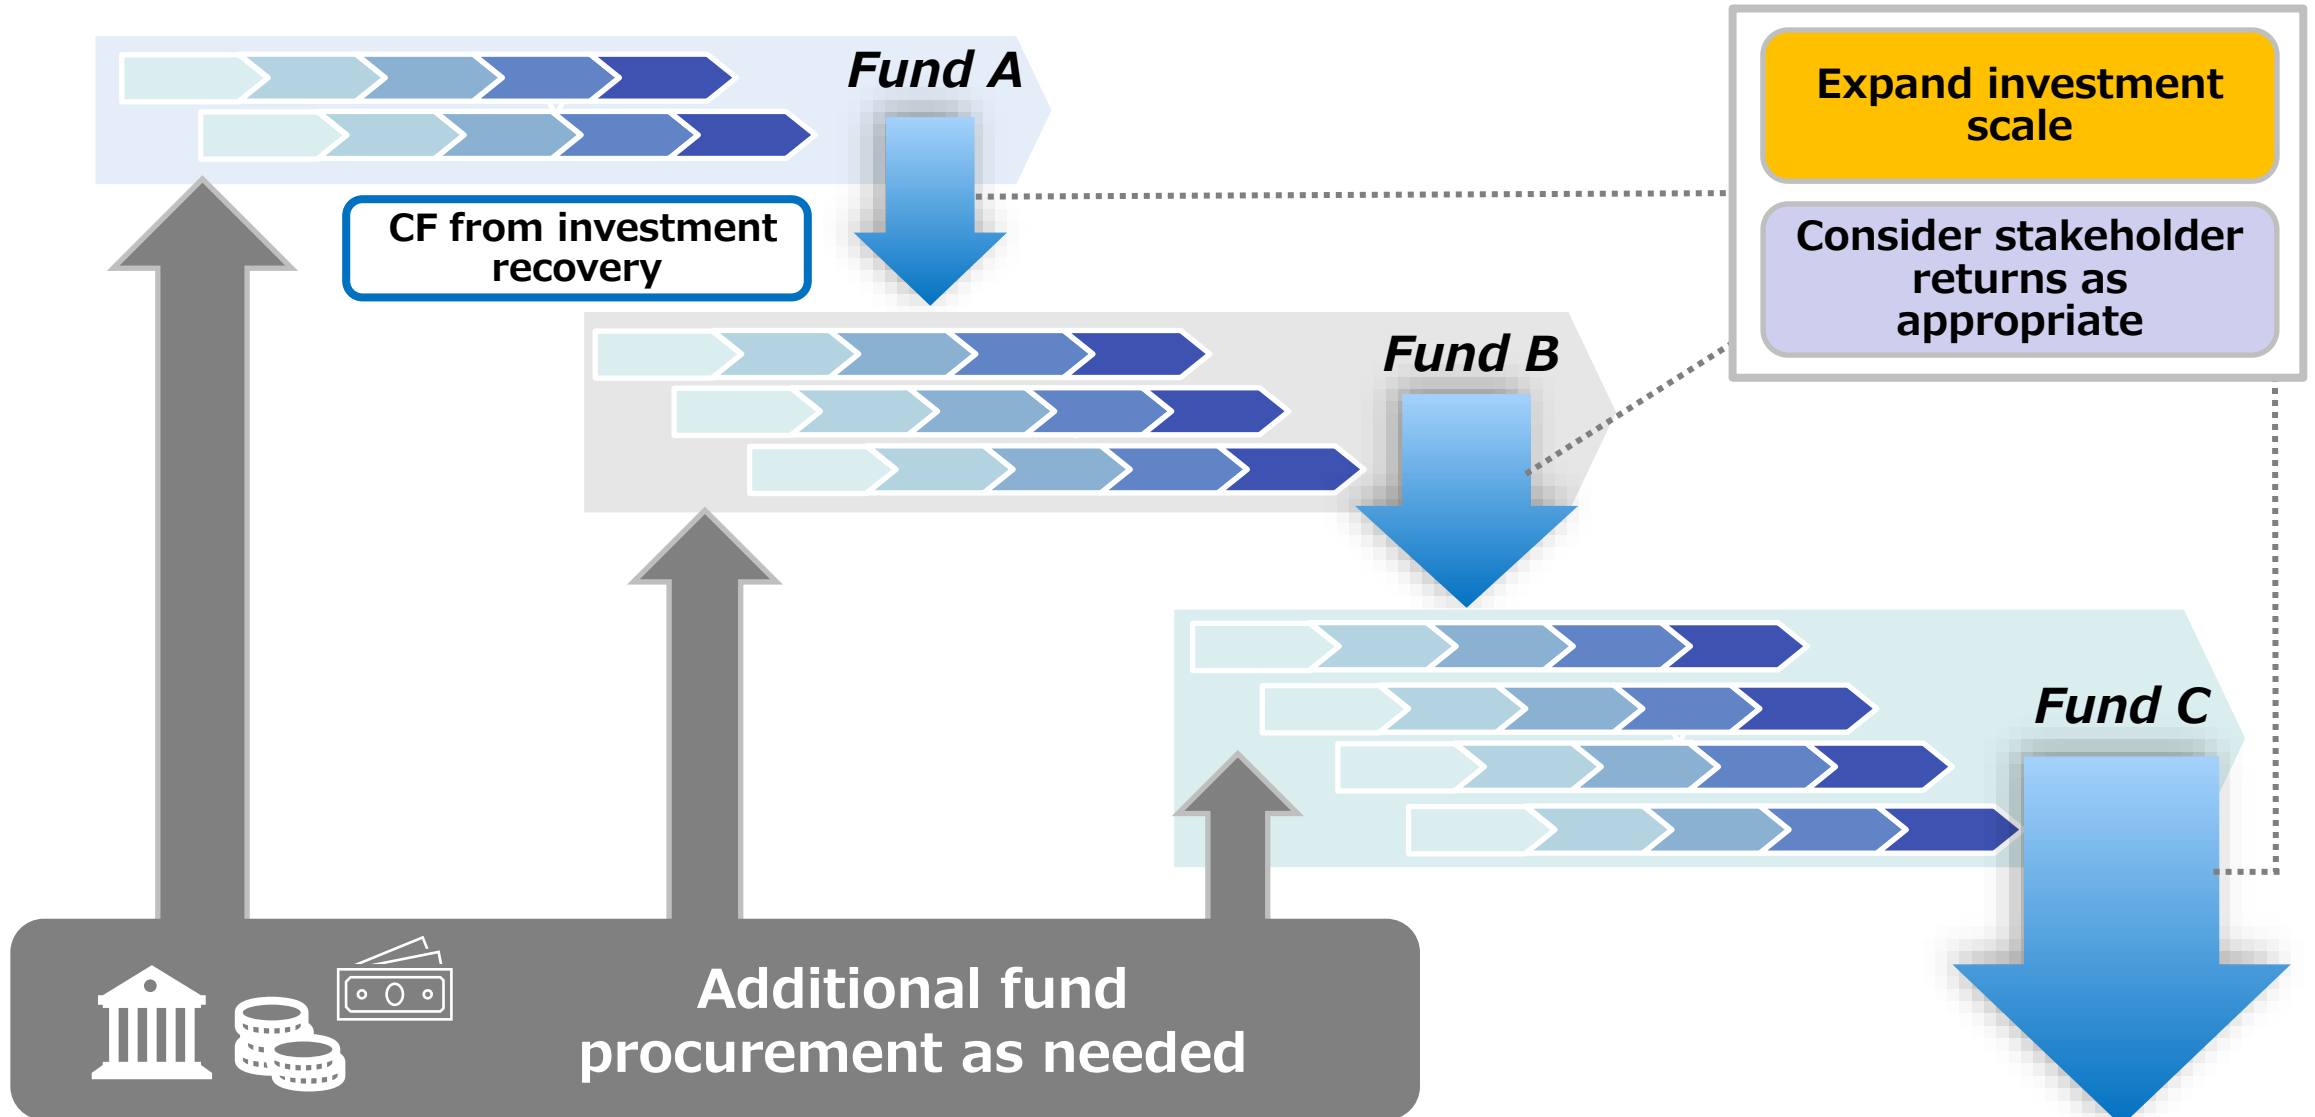 Fund A
Expand investment
scale
CF from investment
recovery
Consider stakeholder
returns as
appropriate
Fund B
Fund C
Additional fund
procurement as needed